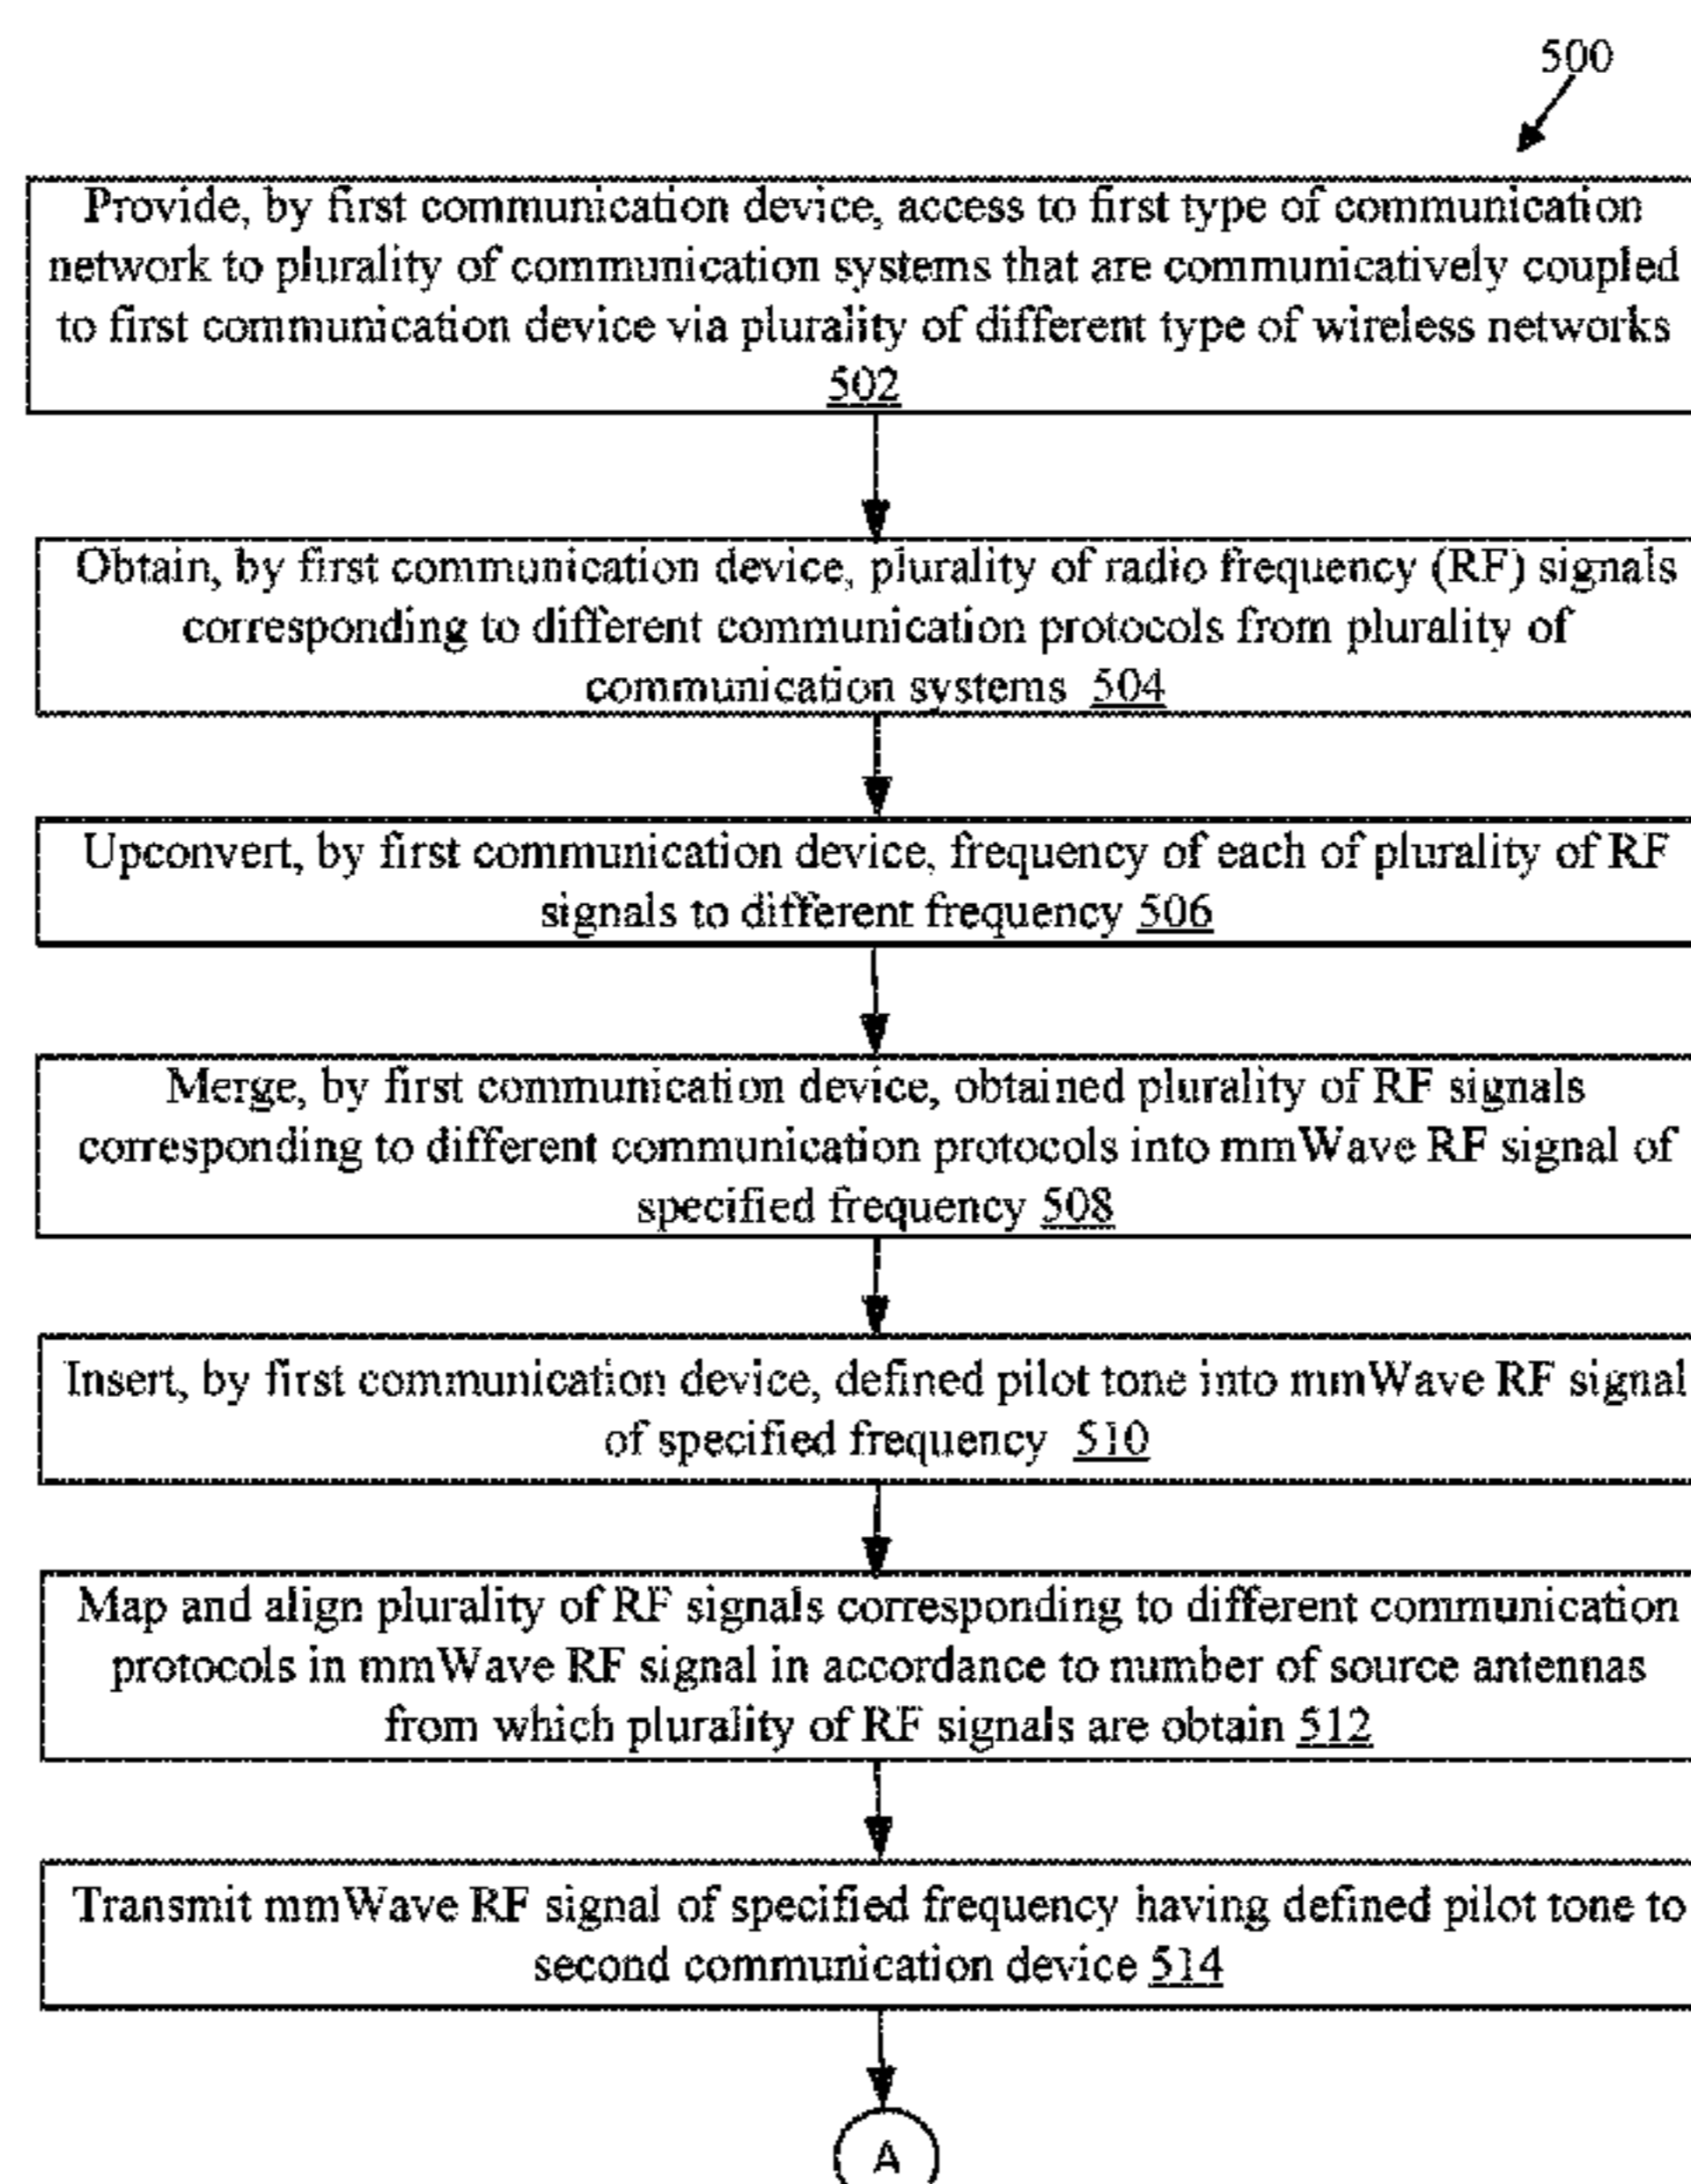 500
Provide, by first communication device, access to first type of communication
network to plurality of communication systems that are communicatively coupled
to first communication device via plurality of different type of wireless networks
502
Obtain, by first communication device, plurality of radio frequency (RF) signals
corresponding to different communication protocols from plurality of
communication systems 504
Upconvert, by first communication device, frequency of each of plurality of RF
signals to different frequency 506
Merge, by first communication device, obtained plurality of RF signals
corresponding to different communication protocols into mmWave RF signal of
specified frequency 508
Insert, by first communication device, defined pilot tone into mmWave RF signal
of specified frequency 510
Map and align plurality of RF signals corresponding to different communication
protocols in mmWave RF signal in accordance to number of source antennas
from which plurality of RF signals are obtain 512
Transmit mmWave RF signal of specified frequency having defined pilot tone to
second communication device 514
A